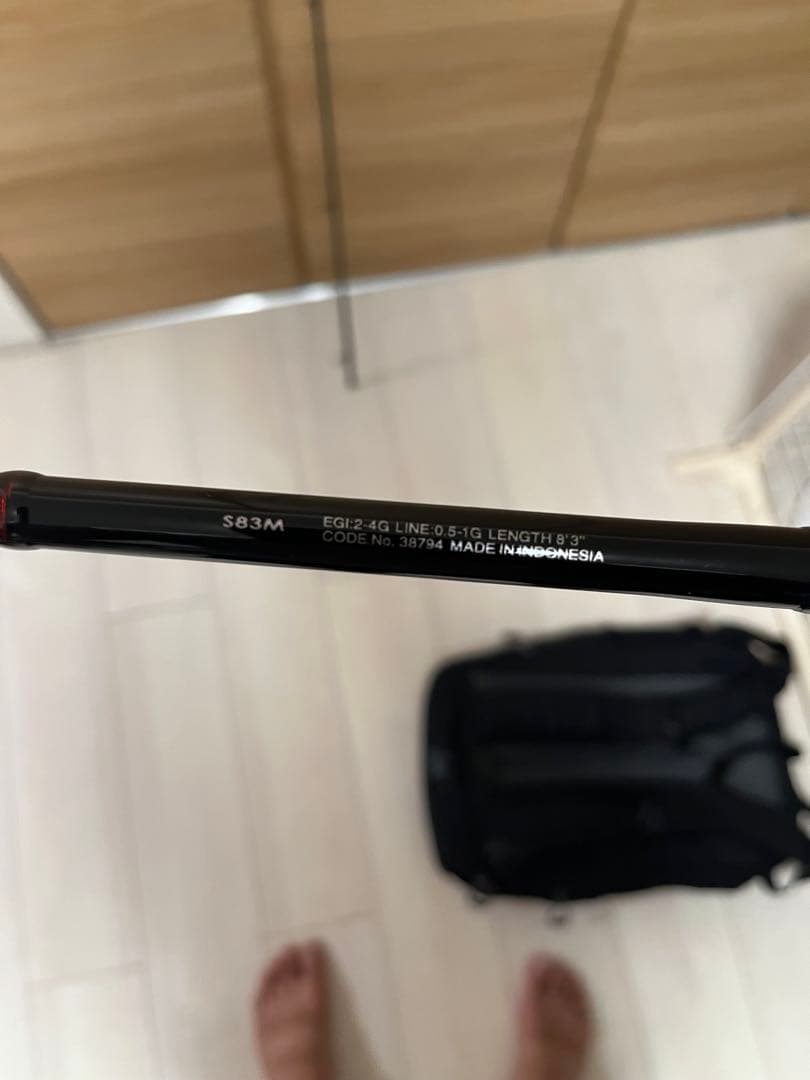 S83M
EGI:2-4G LINE:0.5-1G LENGTH 8'3"
CODE No. 38794 MADE IN INDONESIA